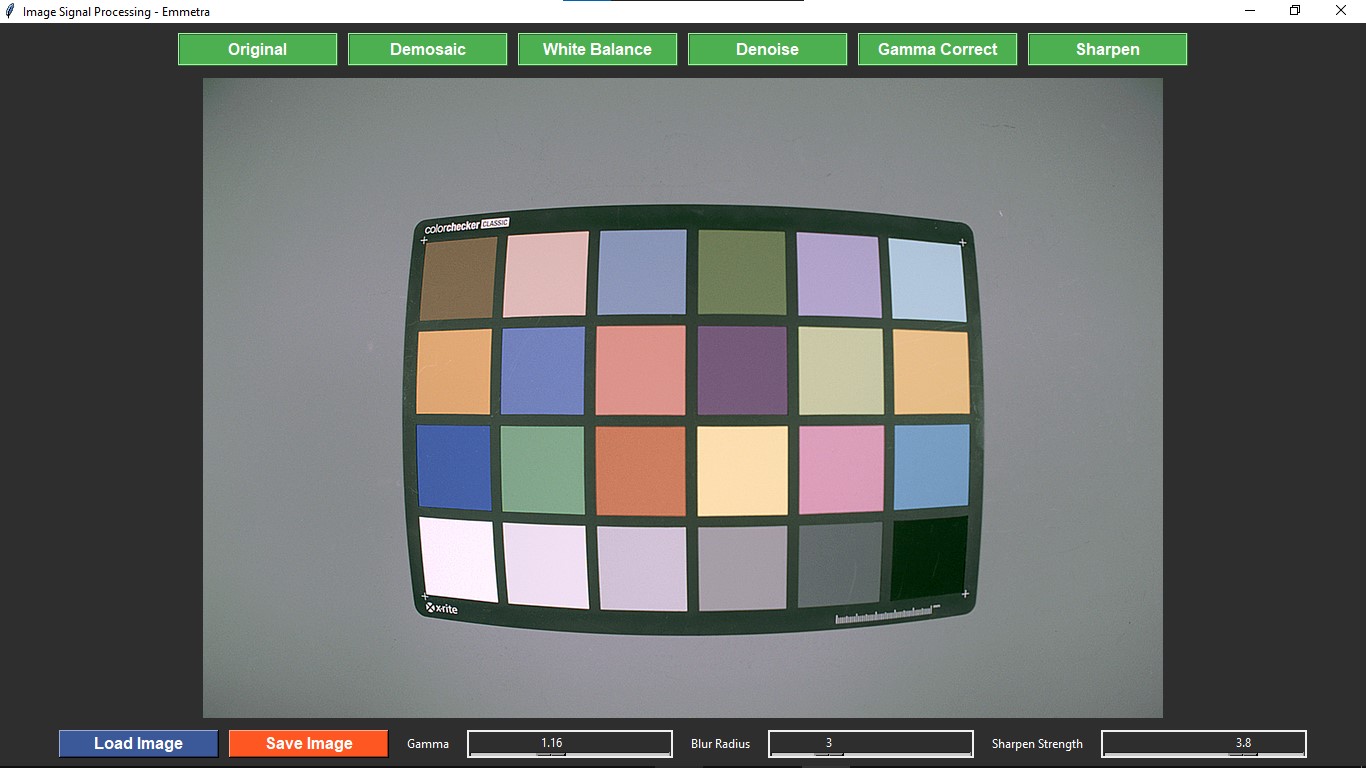 Image Signal Processing - Emmetra
Original Demosaic White Balance Denoise Gamma Correct Sharpen
colorchecker CLASSIC
x-rite
Load Image Save Image Gamma 1.16 Blur Radius 3 Sharpen Strength 3.8